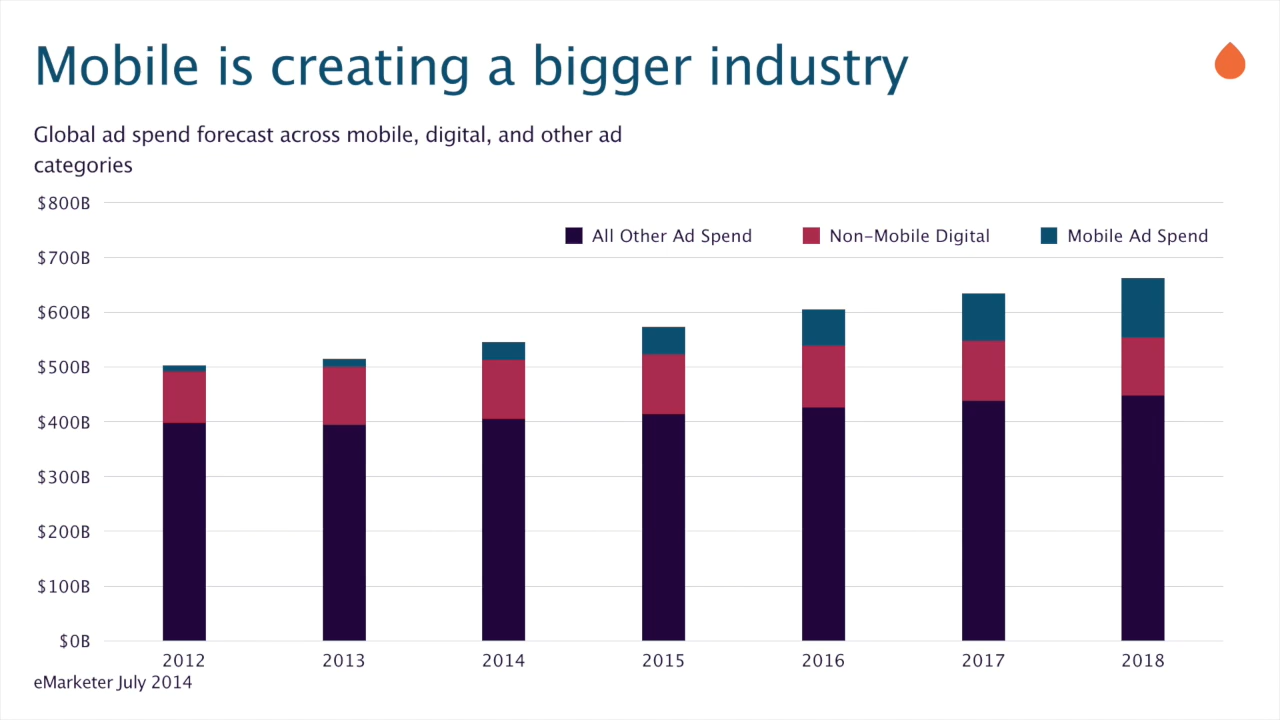 Mobile is creating a bigger industry
Global ad spend forecast across mobile, digital, and other ad
categories
$800B
All Other Ad Spend
Non-Mobile Digital
Mobile Ad Spend
$700B
$600B
$500B
$400B
$300B
$200B
$100B
$0B
2012 2013 2014 2015 2016 2017 2018
eMarketer July 2014